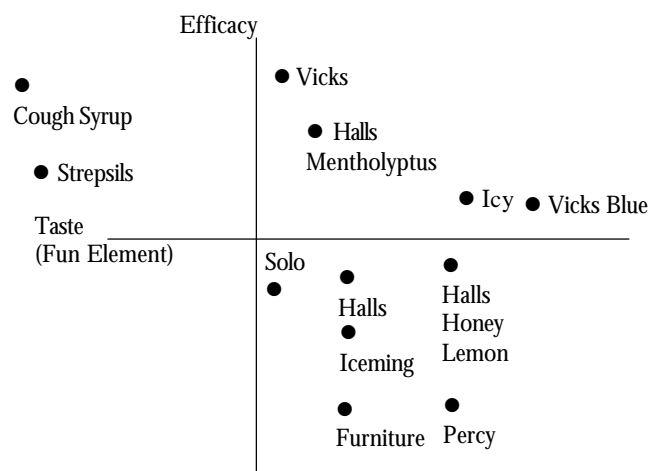 Efficacy
Vicks
Cough Syrup
Halls
Mentholyptus
Strepsils
Icy
Vicks Blue
Taste
(Fun Element)
Solo
Halls
Halls
Honey
Lemon
Iceming
Furniture
Percy